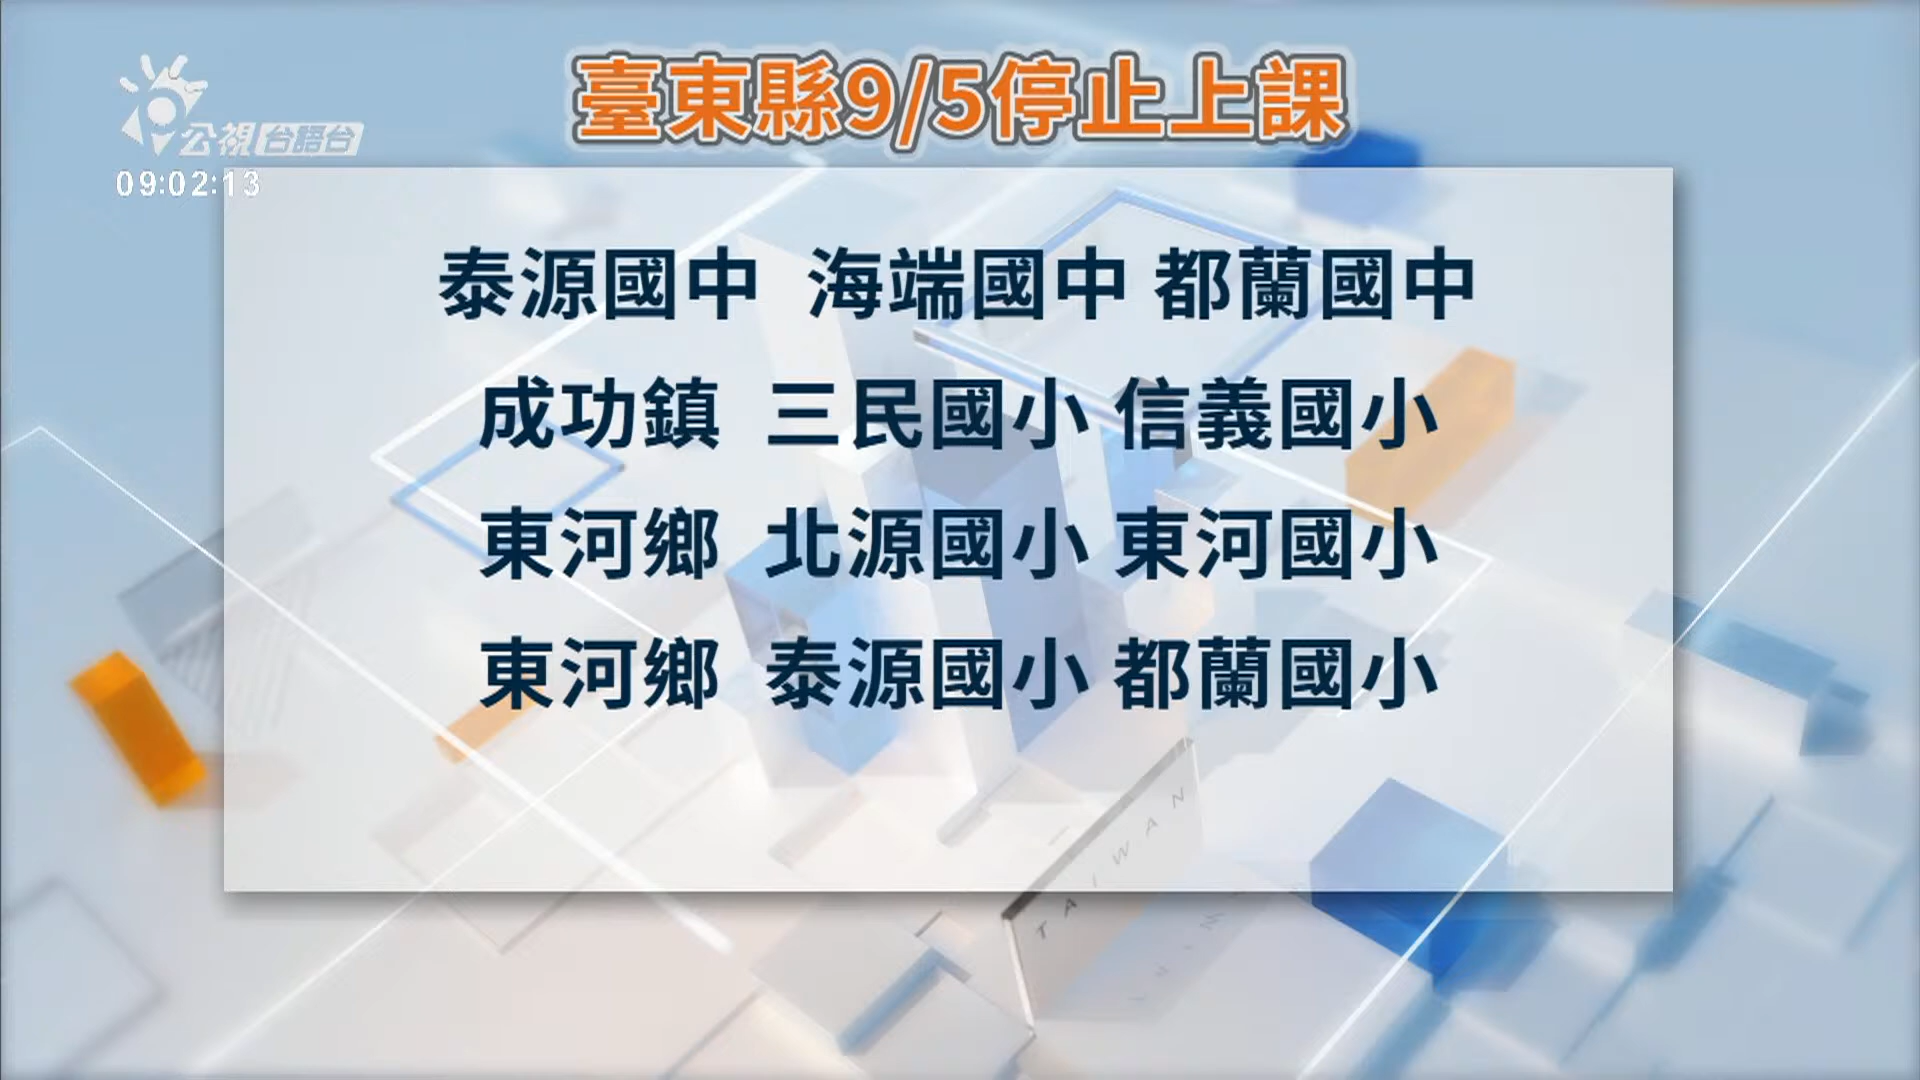 臺東縣9/5停止上課
公視台語台
09:02:13
泰源國中 海端國中 都蘭國中
成功鎮 三民國小 信義國小
東河鄉 北源國小 東河國小
東河鄉 泰源國小 都蘭國小
TAIWAN